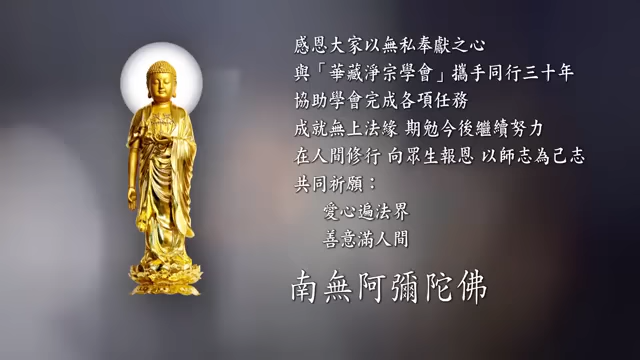 感恩大家以無私奉獻之心
與「華藏淨宗學會」攜手同行三十年
協助學會完成各項任務
成就無上法緣 期勉今後繼續努力
在人間修行 向眾生報恩 以師志為己志
共同祈願：
愛心遍法界
善意滿人間
南無阿彌陀佛